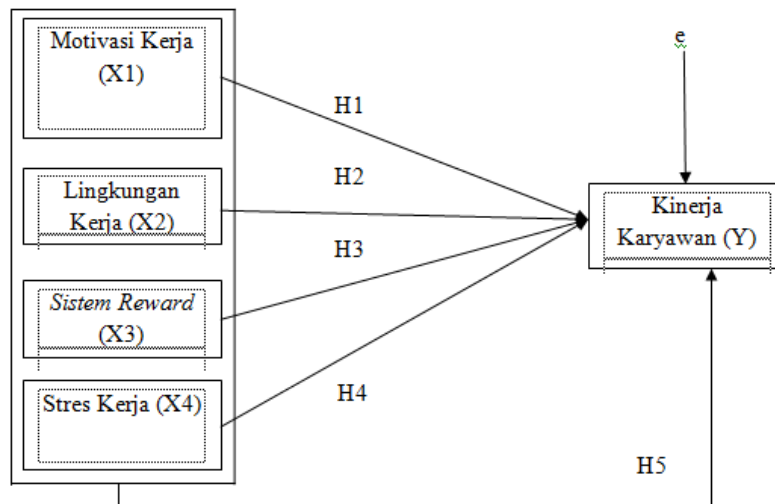 Motivasi Kerja
(X1)
e
H1
H2
Lingkungan
Kerja (X2)
Kinerja
Karyawan (Y)
H3
Sistem Reward
(X3)
Stres Kerja (X4)
H4
H5